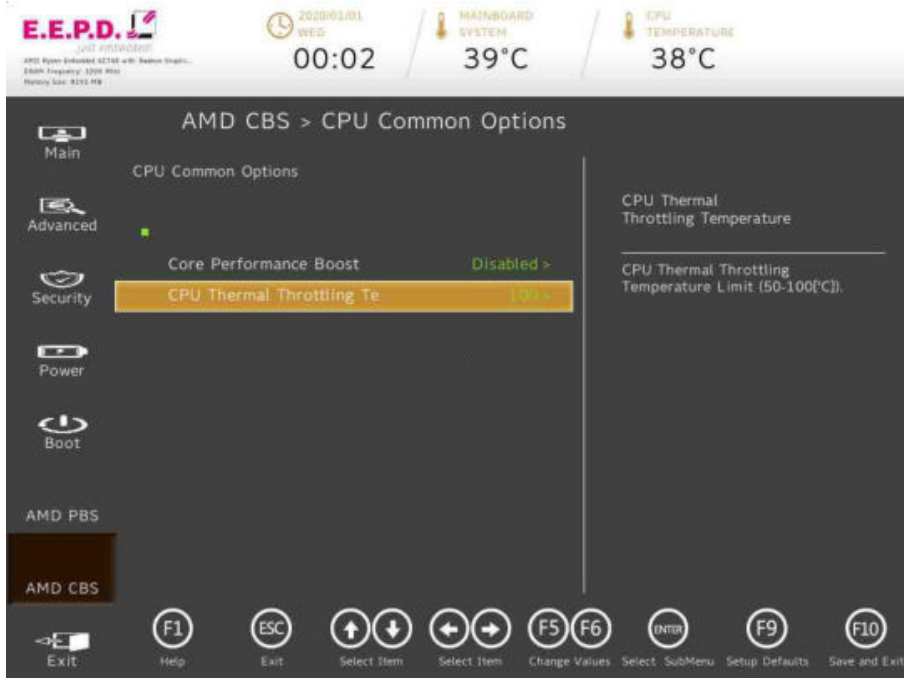 E.E.P.D.
just embedded!
2020/01/01
WED
00:02
MAINBOARD
SYSTEM
39°C
CPU
TEMPERATURE
38°C
Main
Advanced
Security
Power
Boot
AMD PBS
AMD CBS
Exit
AMD CBS > CPU Common Options
CPU Common Options
Core Performance Boost Disabled >
CPU Thermal Throttling Te 100 >
CPU Thermal
Throttling Temperature
CPU Thermal Throttling
Temperature Limit (50-100['C]).
F1 ESC F5 F6 ENTER F9 F10
Help Exit Select Item Select Item Change Values Select SubMenu Setup Defaults Save and Exit